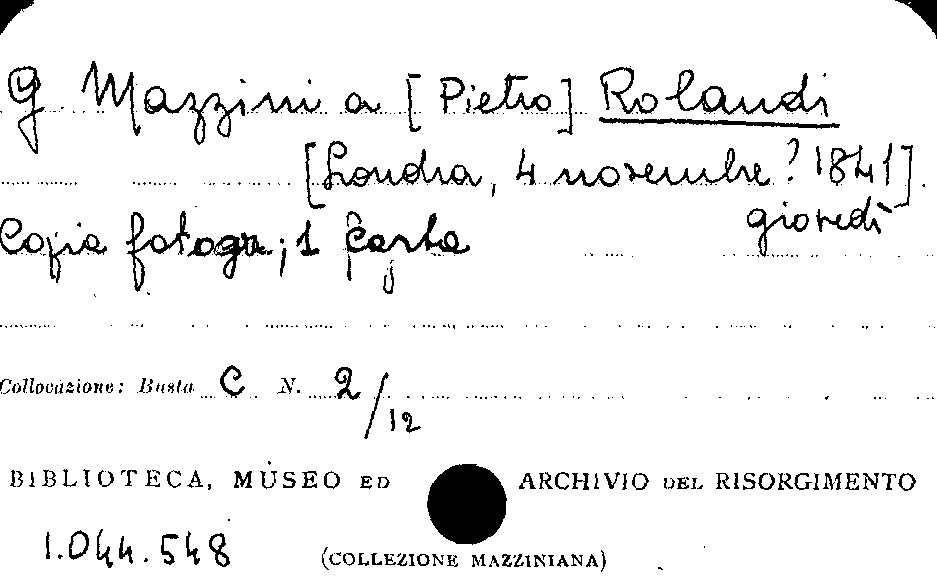 G Mazzini a [Pietro] Rolandi
[Londra, 4 novembre? 1841].
giovedì
Copia fotogr; 1 carta
Collocazione: Busta C N. 2/12
BIBLIOTECA, MUSEO ED ARCHIVIO DEL RISORGIMENTO
1.044.548 (COLLEZIONE MAZZINIANA)